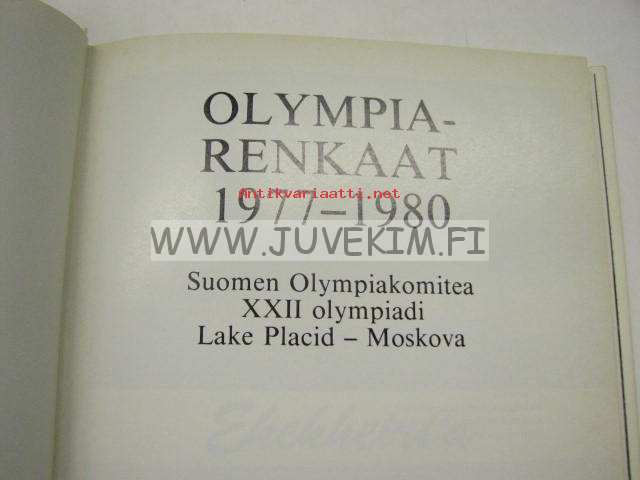 OLYMPIA-
RENKAAT
antikvariaatti.net
1977–1980
WWW.JUVEKIM.FI
Suomen Olympiakomitea
XXII olympiadi
Lake Placid – Moskova